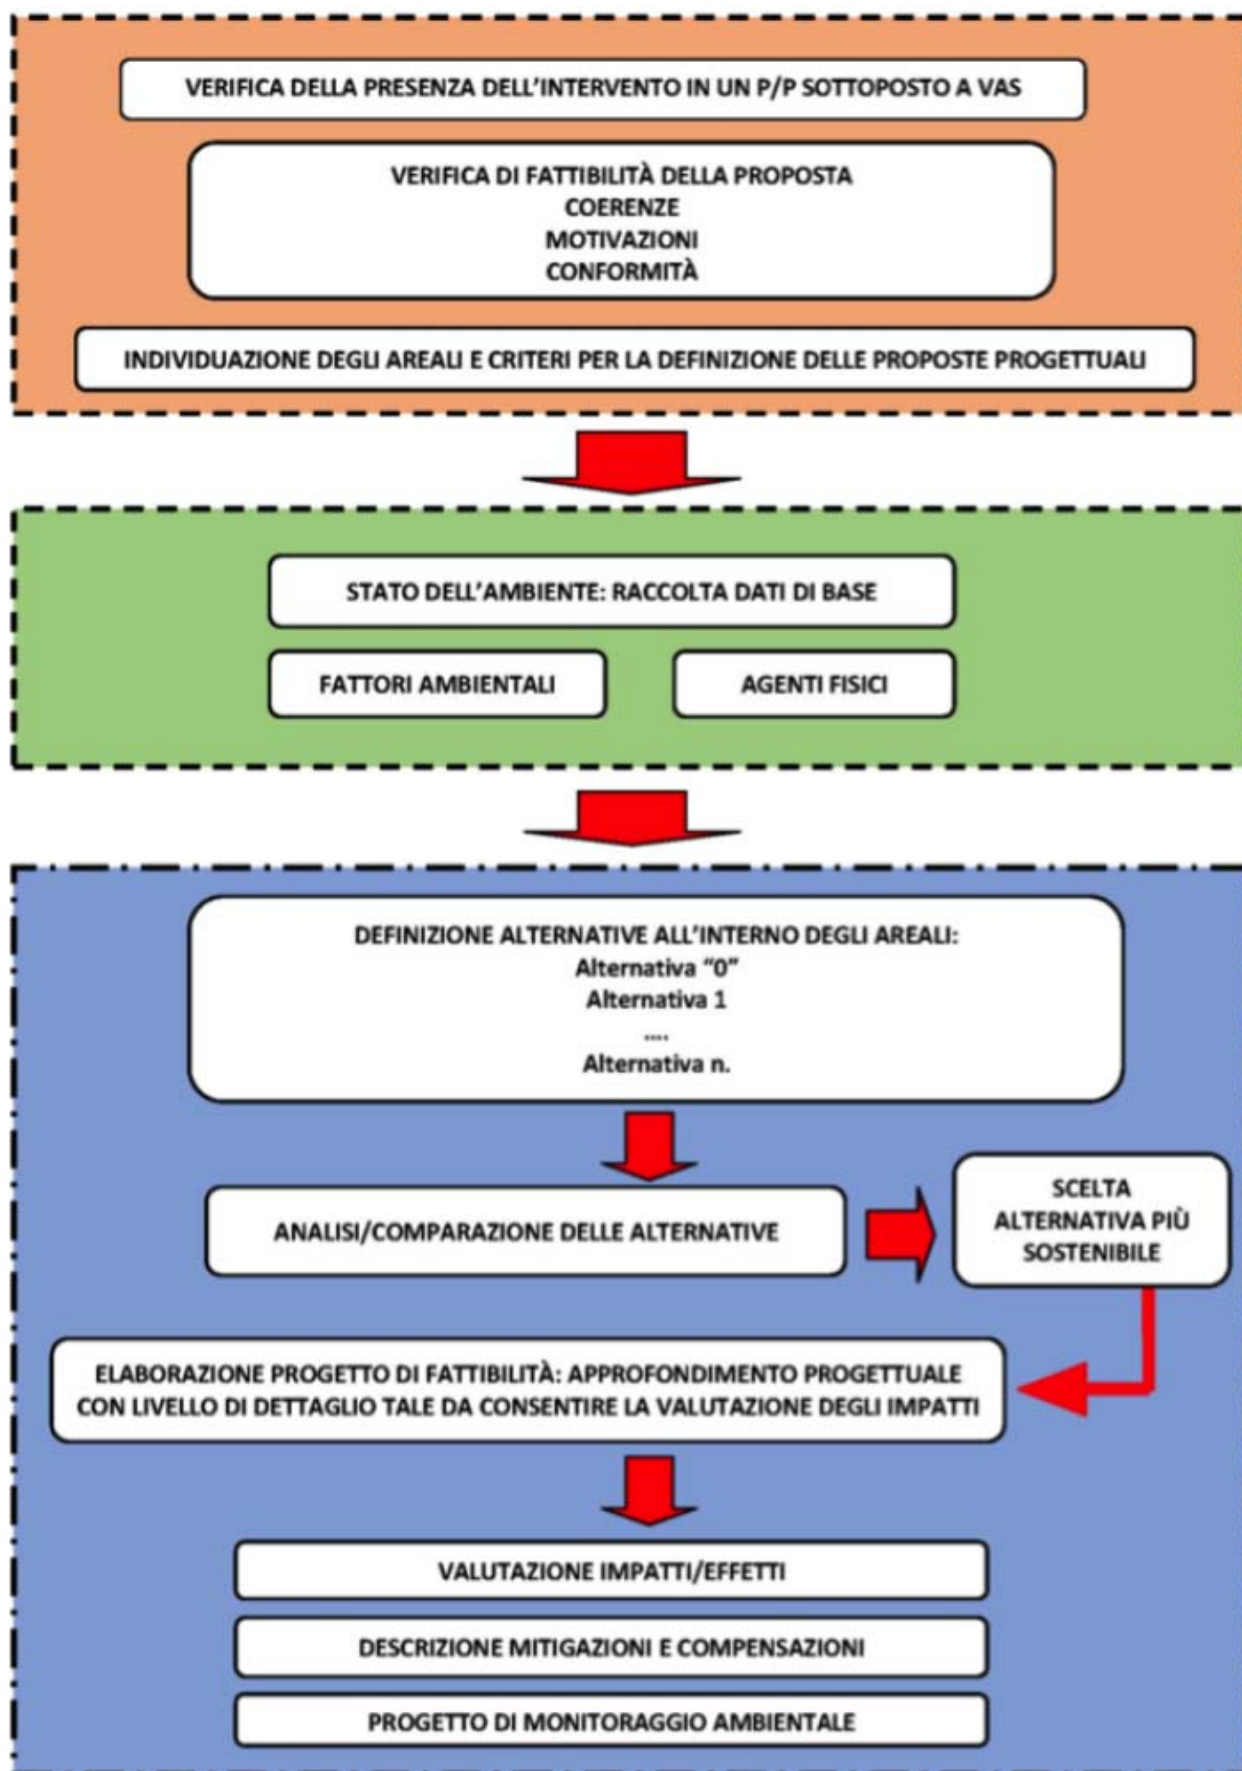 VERIFICA DELLA PRESENZA DELL'INTERVENTO IN UN P/P SOTTOPOSTO A VAS
VERIFICA DI FATTIBILITÀ DELLA PROPOSTA
COERENZE
MOTIVAZIONI
CONFORMITÀ
INDIVIDUAZIONE DEGLI AREALI E CRITERI PER LA DEFINIZIONE DELLE PROPOSTE PROGETTUALI
STATO DELL'AMBIENTE: RACCOLTA DATI DI BASE
FATTORI AMBIENTALI
AGENTI FISICI
DEFINIZIONE ALTERNATIVE ALL'INTERNO DEGLI AREALI:
Alternativa "0"
Alternativa 1
....
Alternativa n.
ANALISI/COMPARAZIONE DELLE ALTERNATIVE
SCELTA
ALTERNATIVA PIÙ
SOSTENIBILE
ELABORAZIONE PROGETTO DI FATTIBILITÀ: APPROFONDIMENTO PROGETTUALE
CON LIVELLO DI DETTAGLIO TALE DA CONSENTIRE LA VALUTAZIONE DEGLI IMPATTI
VALUTAZIONE IMPATTI/EFFETTI
DESCRIZIONE MITIGAZIONI E COMPENSAZIONI
PROGETTO DI MONITORAGGIO AMBIENTALE